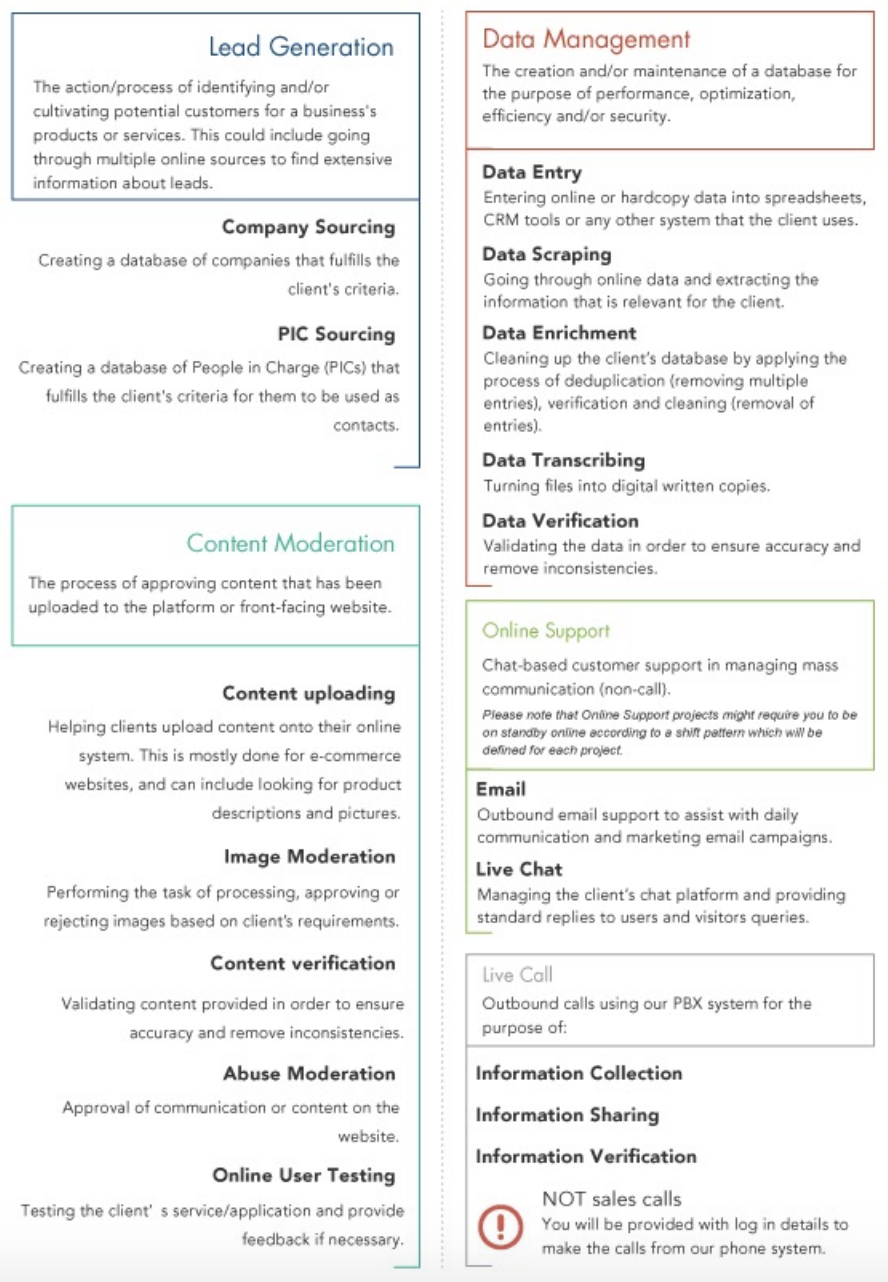 Lead Generation
The action/process of identifying and/or
cultivating potential customers for a business's
products or services. This could include going
through multiple online sources to find extensive
information about leads.
Company Sourcing
Creating a database of companies that fulfills the
client's criteria.
PIC Sourcing
Creating a database of People in Charge (PICs) that
fulfills the client's criteria for them to be used as
contacts.
Content Moderation
The process of approving content that has been
uploaded to the platform or front-facing website.
Content uploading
Helping clients upload content onto their online
system. This is mostly done for e-commerce
websites, and can include looking for product
descriptions and pictures.
Image Moderation
Performing the task of processing, approving or
rejecting images based on client's requirements.
Content verification
Validating content provided in order to ensure
accuracy and remove inconsistencies.
Abuse Moderation
Approval of communication or content on the
website.
Online User Testing
Testing the client' s service/application and provide
feedback if necessary.
Data Management
The creation and/or maintenance of a database for
the purpose of performance, optimization,
efficiency and/or security.
Data Entry
Entering online or hardcopy data into spreadsheets,
CRM tools or any other system that the client uses.
Data Scraping
Going through online data and extracting the
information that is relevant for the client.
Data Enrichment
Cleaning up the client's database by applying the
process of deduplication (removing multiple
entries), verification and cleaning (removal of
entries).
Data Transcribing
Turning files into digital written copies.
Data Verification
Validating the data in order to ensure accuracy and
remove inconsistencies.
Online Support
Chat-based customer support in managing mass
communication (non-call).
Please note that Online Support projects might require you to be
on standby online according to a shift pattern which will be
defined for each project.
Email
Outbound email support to assist with daily
communication and marketing email campaigns.
Live Chat
Managing the client's chat platform and providing
standard replies to users and visitors queries.
Live Call
Outbound calls using our PBX system for the
purpose of:
Information Collection
Information Sharing
Information Verification
NOT sales calls
You will be provided with log in details to
make the calls from our phone system.